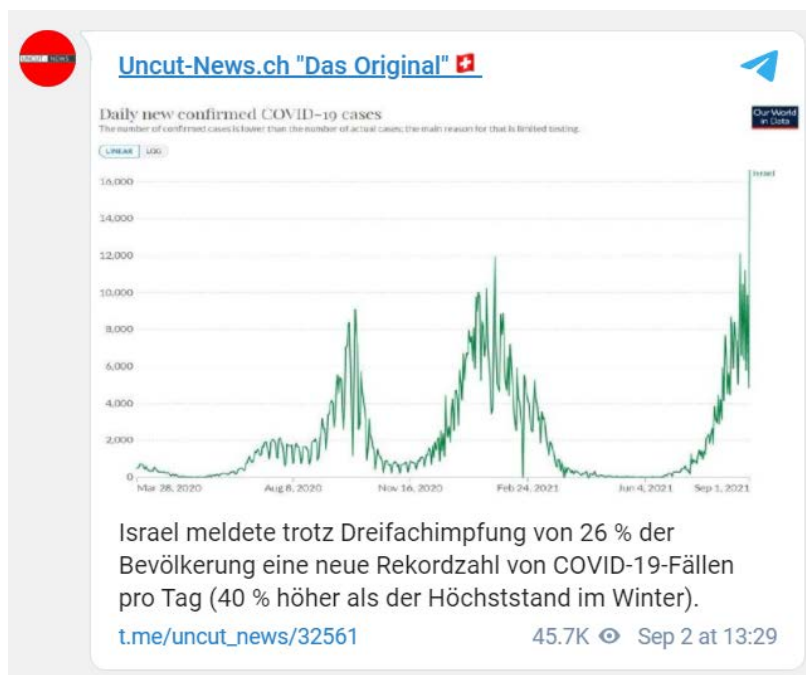 UNCUT NEWS
Uncut-News.ch "Das Original" 🇨🇭
Daily new confirmed COVID-19 cases
The number of confirmed cases is lower than the number of actual cases; the main reason for that is limited testing.
Our World
in Data
LINEAR LOG
Israel
16,000
14,000
12,000
10,000
8,000
6,000
4,000
2,000
0
Mar 28, 2020 Aug 8, 2020 Nov 16, 2020 Feb 24, 2021 Jun 4, 2021 Sep 1, 2021
Israel meldete trotz Dreifachimpfung von 26 % der
Bevölkerung eine neue Rekordzahl von COVID-19-Fällen
pro Tag (40 % höher als der Höchststand im Winter).
t.me/uncut_news/32561 45.7K Sep 2 at 13:29